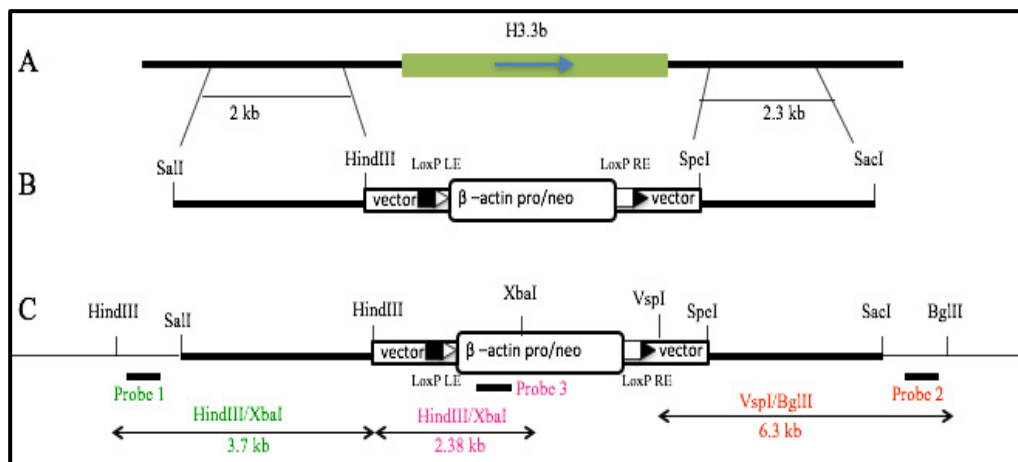 H3.3b
A
2 kb
2.3 kb
SalI
HindIII
LoxP LE
LoxP RE
SpeI
SacI
B
vector
β –actin pro/neo
vector
C
HindIII
SalI
HindIII
XbaI
VspI
SpeI
SacI
BglII
vector
β –actin pro/neo
vector
LoxP LE
LoxP RE
Probe 1
Probe 3
Probe 2
HindIII/XbaI
HindIII/XbaI
VspI/BglII
3.7 kb
2.38 kb
6.3 kb